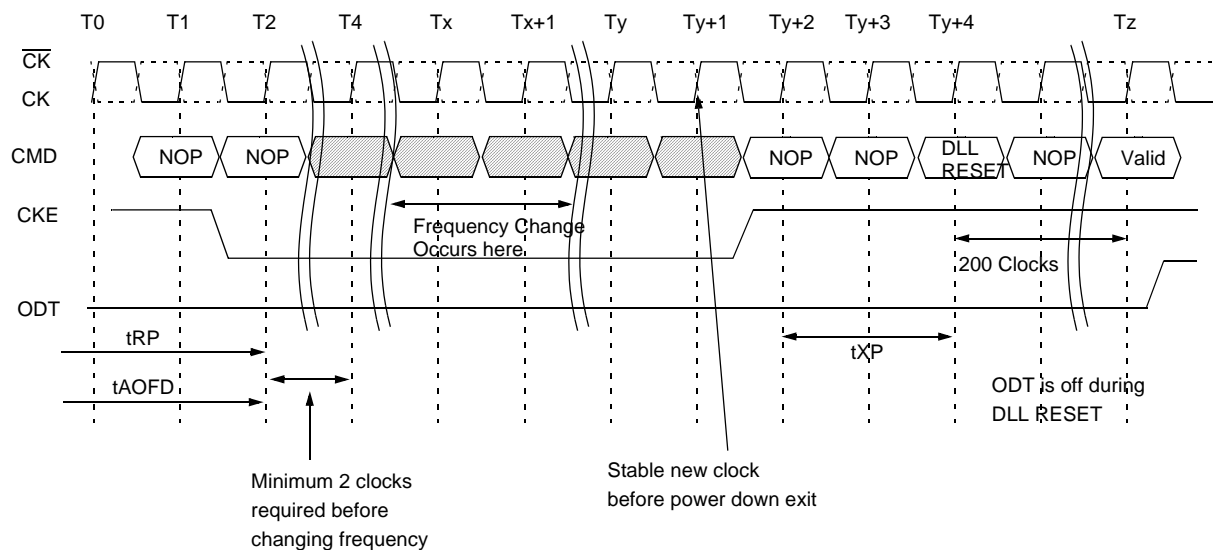 T0 T1 T2 T4 Tx Tx+1 Ty Ty+1 Ty+2 Ty+3 Ty+4 Tz
CK
CK
CMD NOP NOP NOP NOP DLL RESET NOP Valid
CKE
Frequency Change
Occurs here
200 Clocks
ODT
tRP
tXP
tAOFD
ODT is off during
DLL RESET
Minimum 2 clocks
required before
changing frequency
Stable new clock
before power down exit